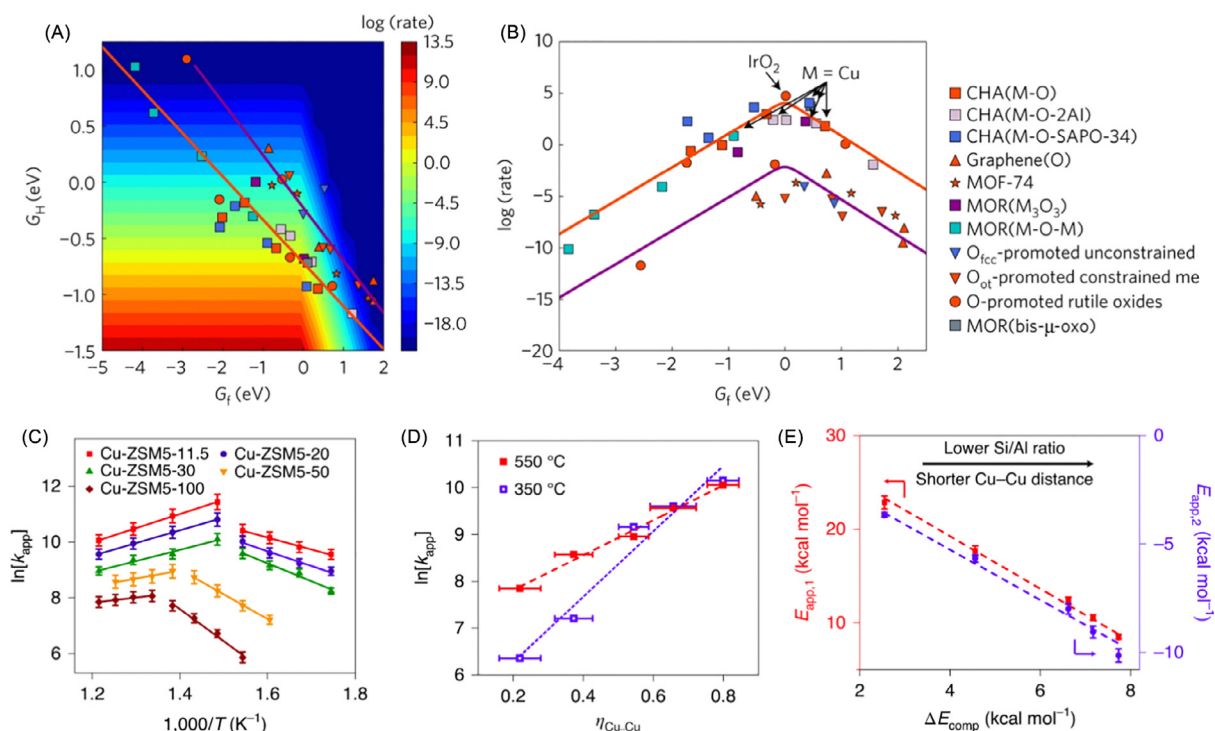 (A)
log (rate)
1.0
0.5
0.0
−0.5
−1.0
−1.5
G_H (eV)
−5 −4 −3 −2 −1 0 1 2
G_f (eV)
13.5
9.0
4.5
0.0
−4.5
−9.0
−13.5
−18.0
(B)
10
5
0
−5
−10
−15
−20
log (rate)
IrO₂
M = Cu
−4 −3 −2 −1 0 1 2
G_f (eV)
CHA(M-O)
CHA(M-O-2Al)
CHA(M-O-SAPO-34)
Graphene(O)
MOF-74
MOR(M₃O₃)
MOR(M-O-M)
O_fcc-promoted unconstrained
O_ot-promoted constrained me
O-promoted rutile oxides
MOR(bis-μ-oxo)
(C)
Cu-ZSM5-11.5 Cu-ZSM5-20
Cu-ZSM5-30 Cu-ZSM5-50
Cu-ZSM5-100
12
10
8
6
ln[k_app]
1.2 1.4 1.6 1.8
1,000/T (K⁻¹)
(D)
550 °C
350 °C
11
10
9
8
7
6
ln[k_app]
0.2 0.4 0.6 0.8 1.0
η_Cu-Cu
(E)
Lower Si/Al ratio
Shorter Cu–Cu distance
30
20
10
E_app,1 (kcal mol⁻¹)
0
−5
−10
E_app,2 (kcal mol⁻¹)
2 4 6 8
ΔE_comp (kcal mol⁻¹)